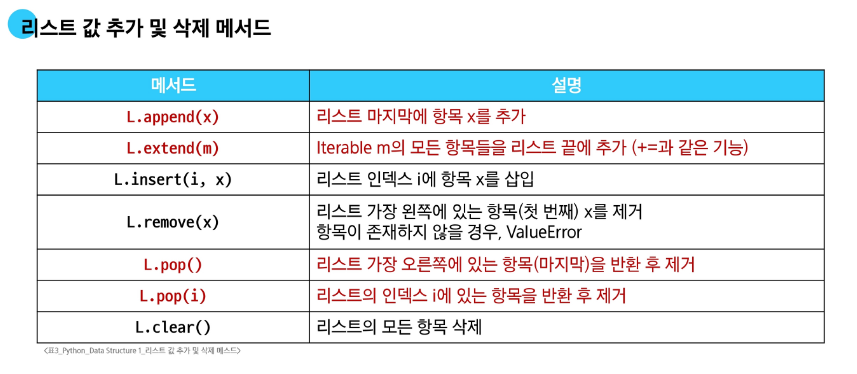 리스트 값 추가 및 삭제 메서드
메서드 설명
L.append(x) 리스트 마지막에 항목 x를 추가
L.extend(m) Iterable m의 모든 항목들을 리스트 끝에 추가 (+=과 같은 기능)
L.insert(i, x) 리스트 인덱스 i에 항목 x를 삽입
L.remove(x) 리스트 가장 왼쪽에 있는 항목(첫 번째) x를 제거
항목이 존재하지 않을 경우, ValueError
L.pop() 리스트 가장 오른쪽에 있는 항목(마지막)을 반환 후 제거
L.pop(i) 리스트의 인덱스 i에 있는 항목을 반환 후 제거
L.clear() 리스트의 모든 항목 삭제
<표3_Python_Data Structure 1_리스트 값 추가 및 삭제 메스드>